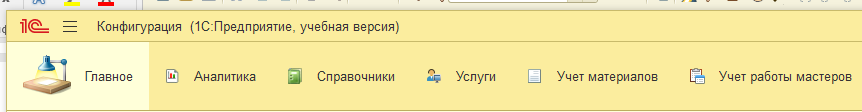 1С Конфигурация (1С:Предприятие, учебная версия)
Главное Аналитика Справочники Услуги Учет материалов Учет работы мастеров